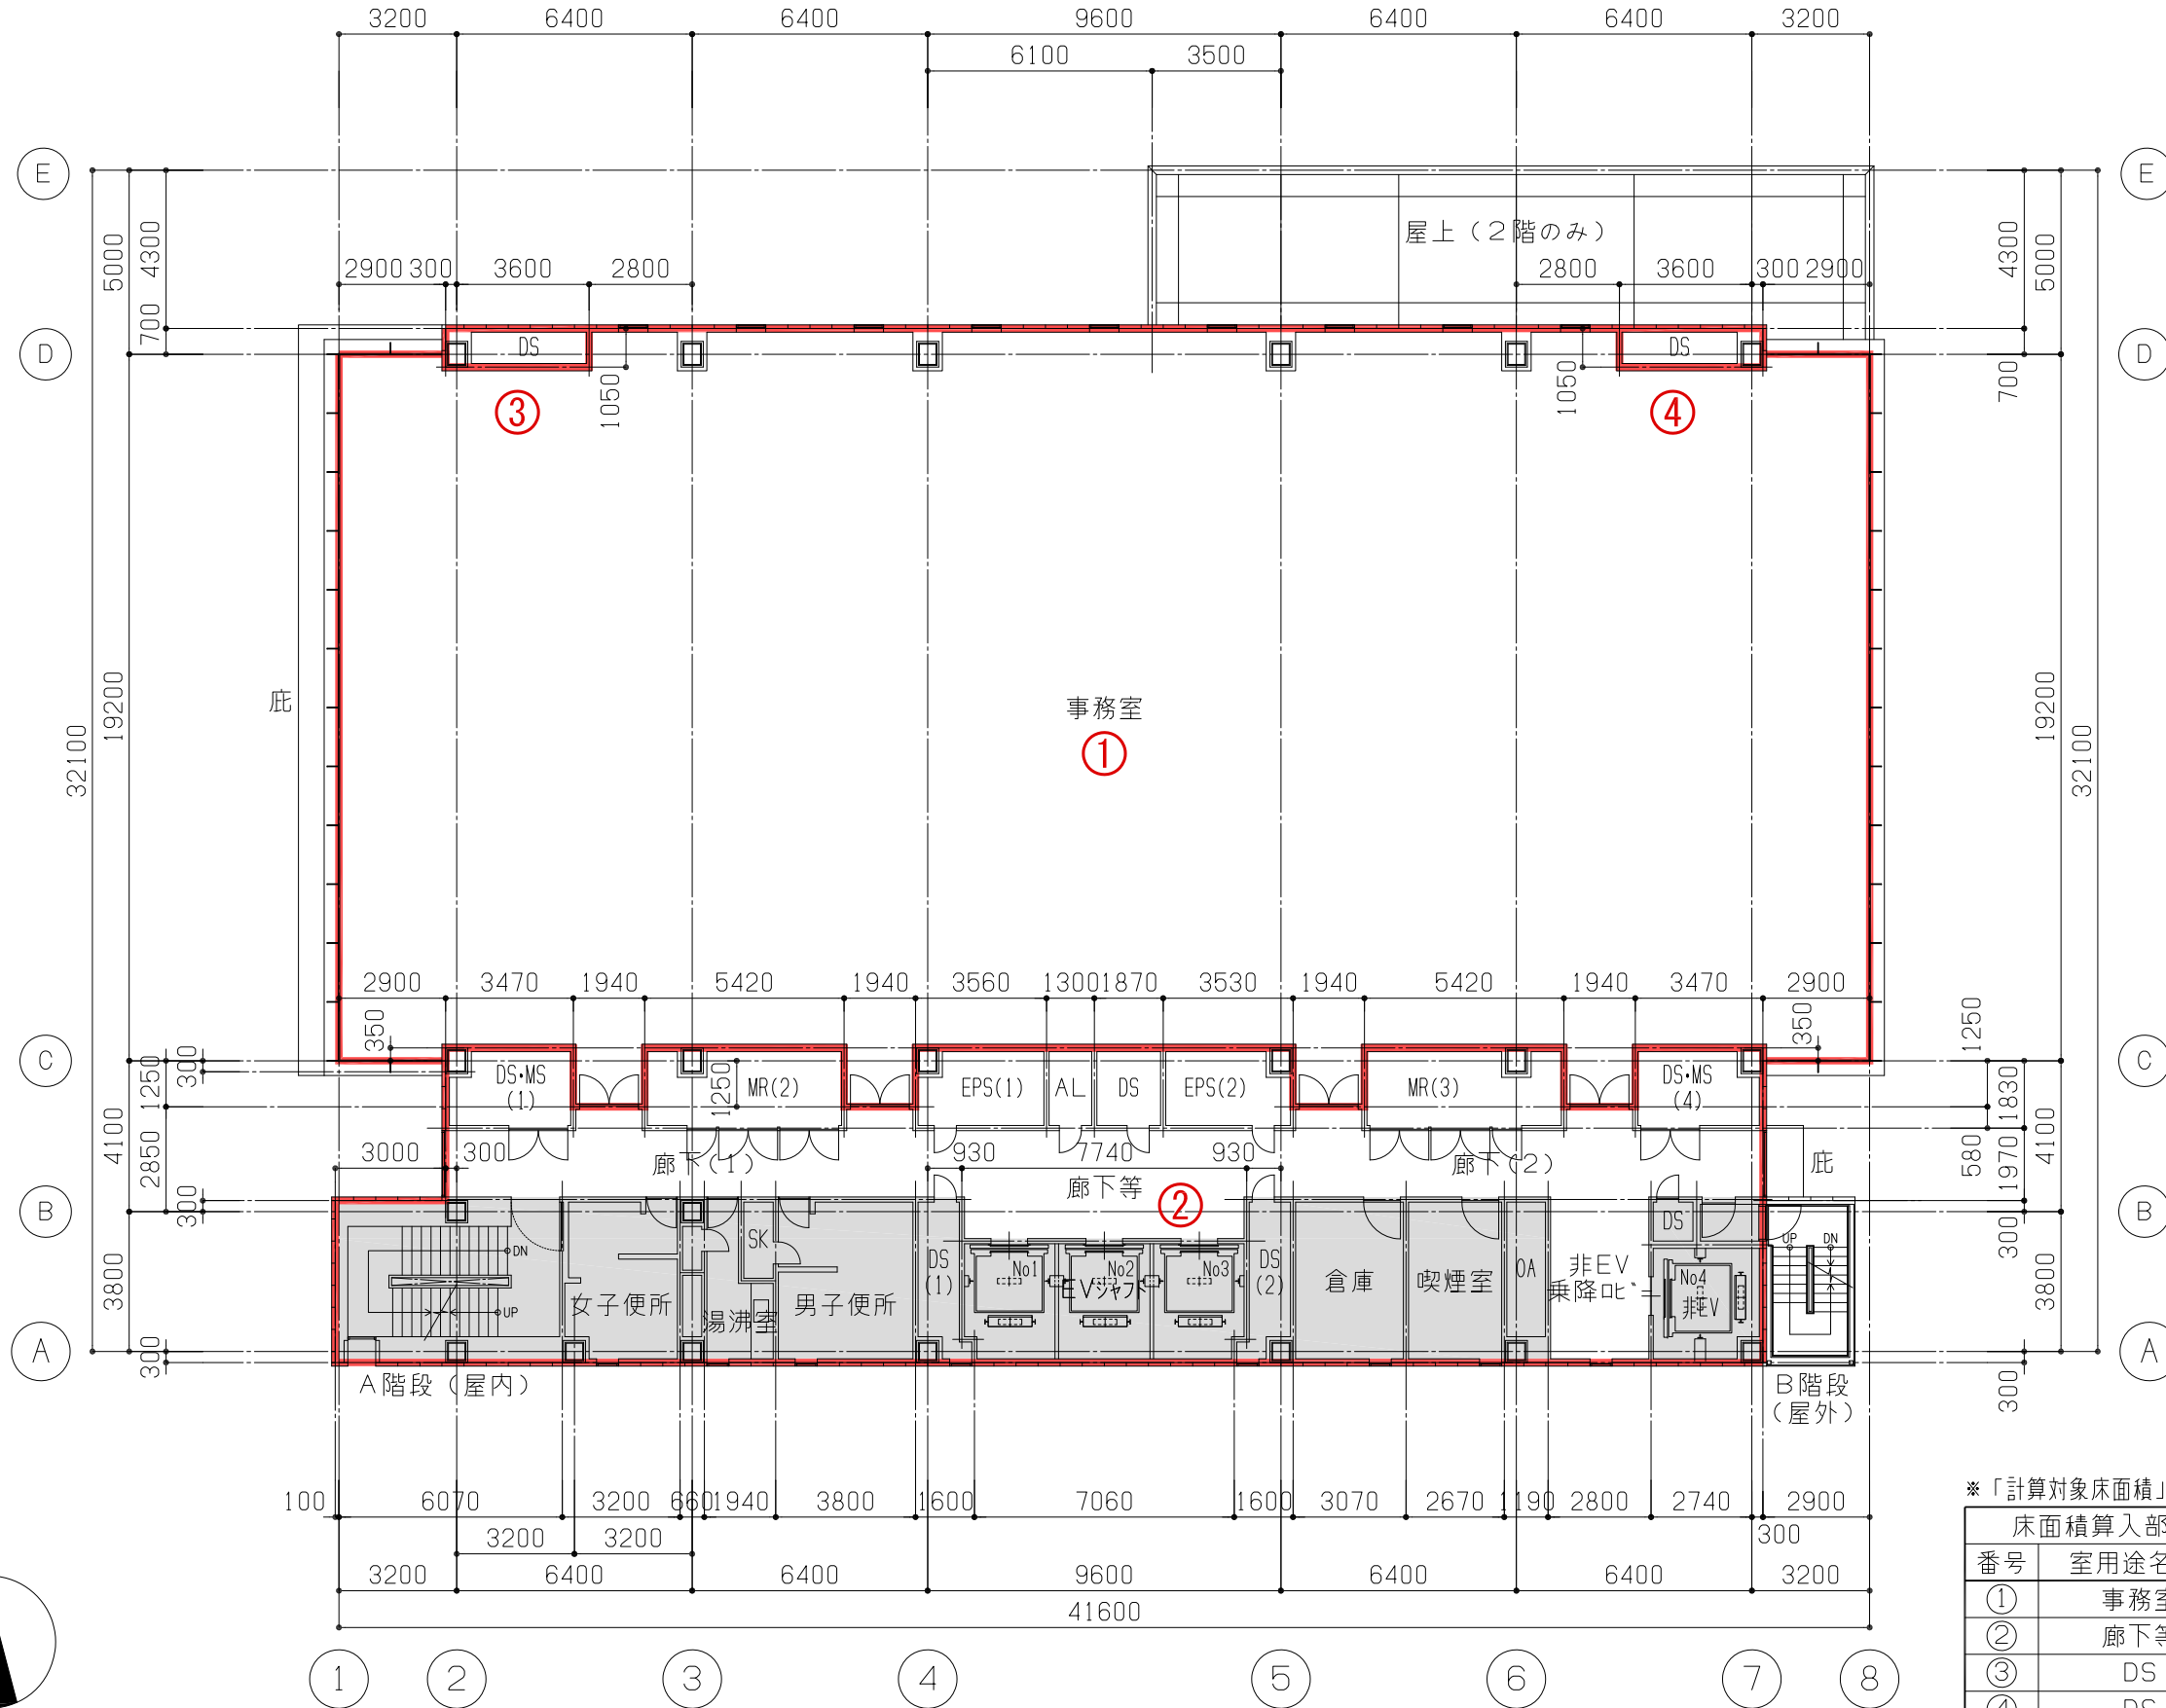 3200 6400 6400 9600 6400 6400 3200
6100 3500
E E
屋上（２階のみ）
5000 4300 700
4300 5000 700
2900 300 3600 2800
2800 3600 300 2900
D D
DS DS
1050 1050
③ ④
庇
32100 19200
19200 32100
事務室
①
2900 3470 1940 5420 1940 3560 1300 1870 3530 1940 5420 1940 3470 2900
350 350
C C
300 1250 4100 2850 300
1250 1830 580 1970 4100 300
DS・MS
(1)
MR(2)
1250
EPS(1) AL DS EPS(2)
MR(3)
DS・MS
(4)
3000 300
廊下(1)
930 7740 930
廊下(2)
庇
廊下等 ②
B B
3800 300
3800 300
DN
UP
女子便所
SK
湯沸室
男子便所
DS
(1)
No1 No2 No3
EVシャフト
DS
(2)
倉庫
喫煙室
OA
非EV
乗降ロビー
DS
No4
非EV
UP DN
A A
A階段（屋内）
B階段
（屋外）
100 6070 3200 660 1940 3800 1600 7060 1600 3070 2670 1190 2800 2740 2900
3200 3200 300
3200 6400 6400 9600 6400 6400 3200
41600
1 2 3 4 5 6 7 8
※「計算対象床面積」
床面積算入部
番号 室用途名
① 事務室
② 廊下等
③ DS
④ DS